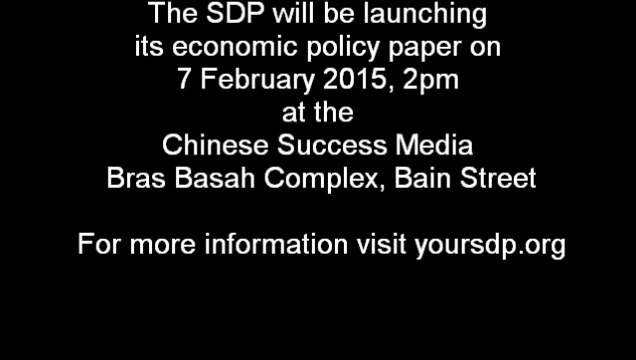 The SDP will be launching
its economic policy paper on
7 February 2015, 2pm
at the
Chinese Success Media
Bras Basah Complex, Bain Street
For more information visit yoursdp.org